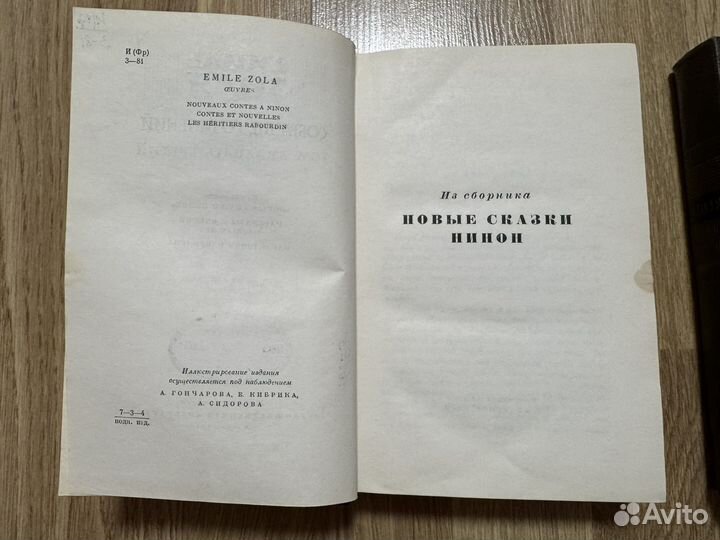 И (Фр)
З—81
EMILE ZOLA
ŒUVRES
NOUVEAUX CONTES A NINON
CONTES ET NOUVELLES
LES HÉRITIERS RABOURDIN
Иллюстрирование издания
осуществляется под наблюдением
А. ГОНЧАРОВА, Е. КИБРИКА,
А. СИДОРОВА
7—3—4
подп. изд.
Из сборника
НОВЫЕ СКАЗКИ
НИНОН
Avito